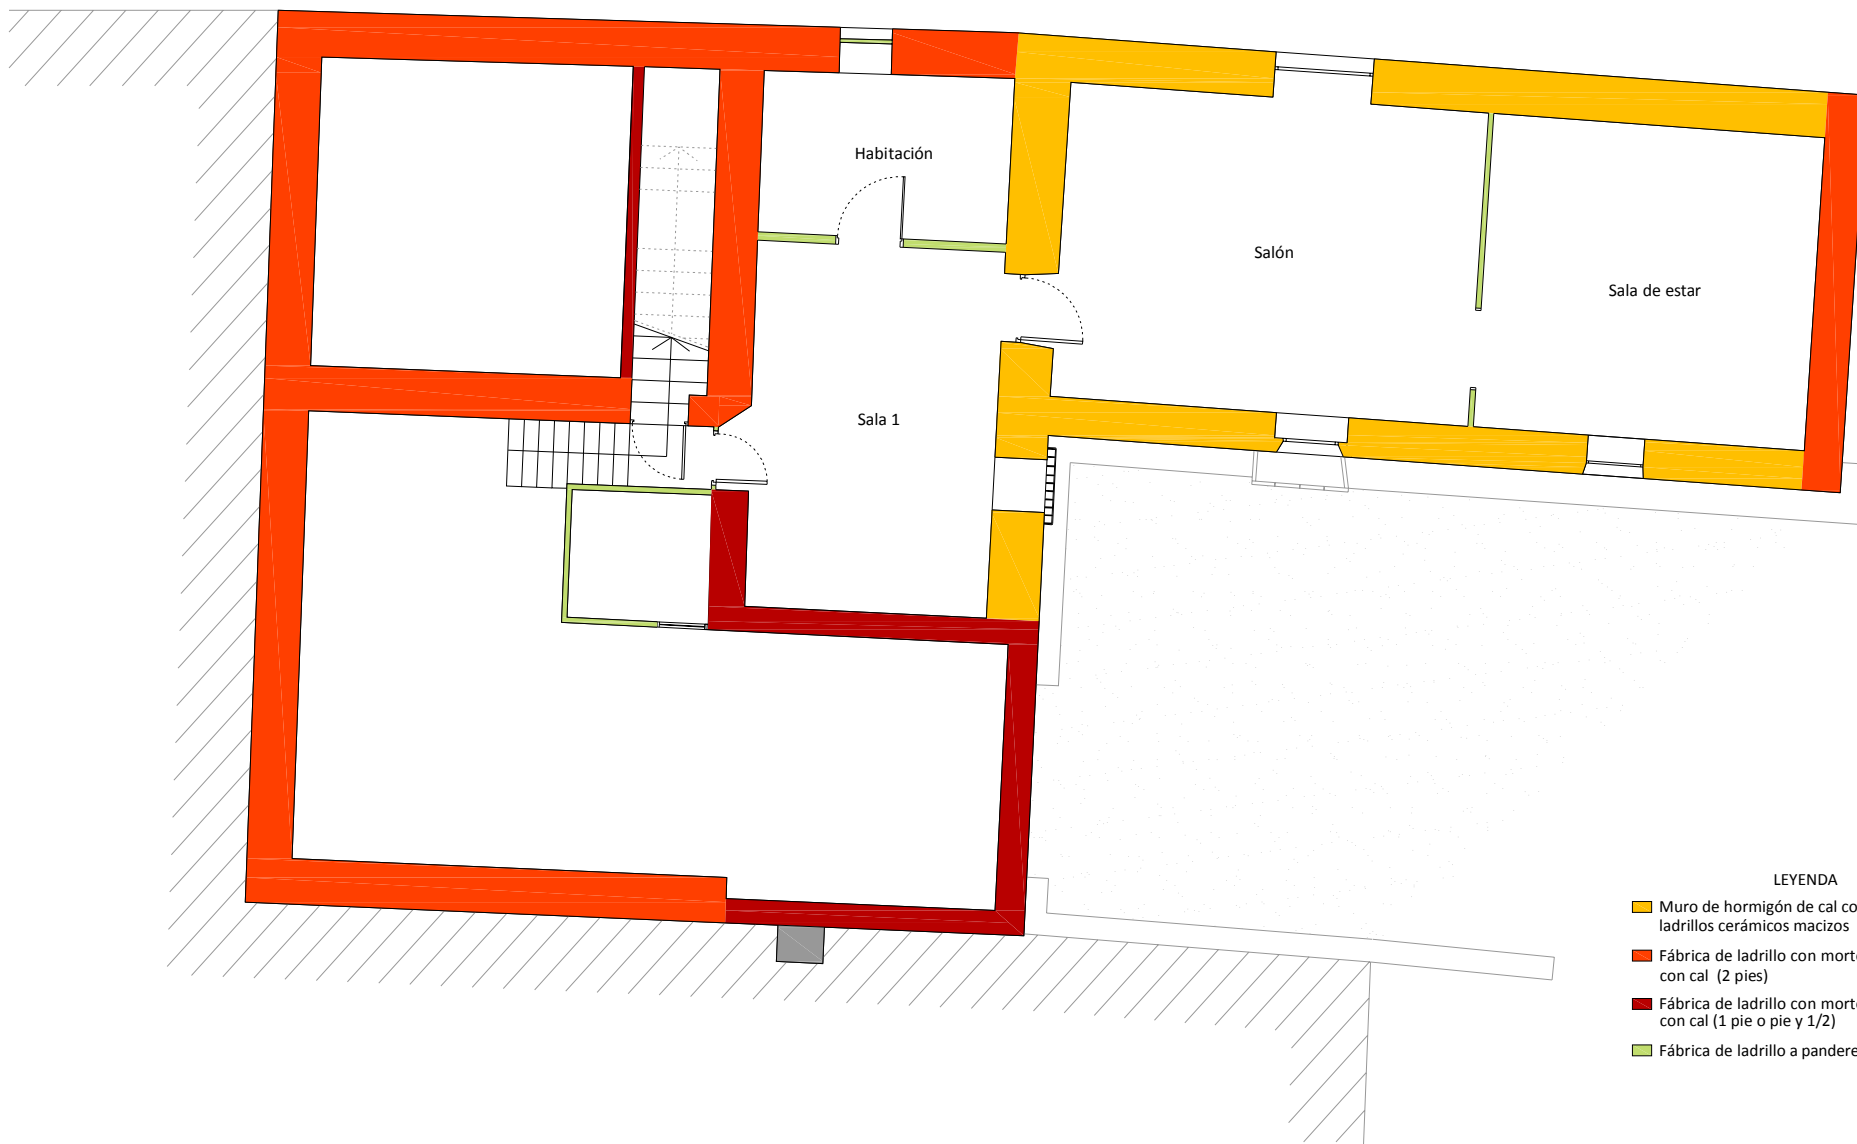 Habitación
Salón
Sala de estar
Sala 1
LEYENDA
Muro de hormigón de cal co
ladrillos cerámicos macizos
Fábrica de ladrillo con morte
con cal (2 pies)
Fábrica de ladrillo con morte
con cal (1 pie o pie y 1/2)
Fábrica de ladrillo a pandere